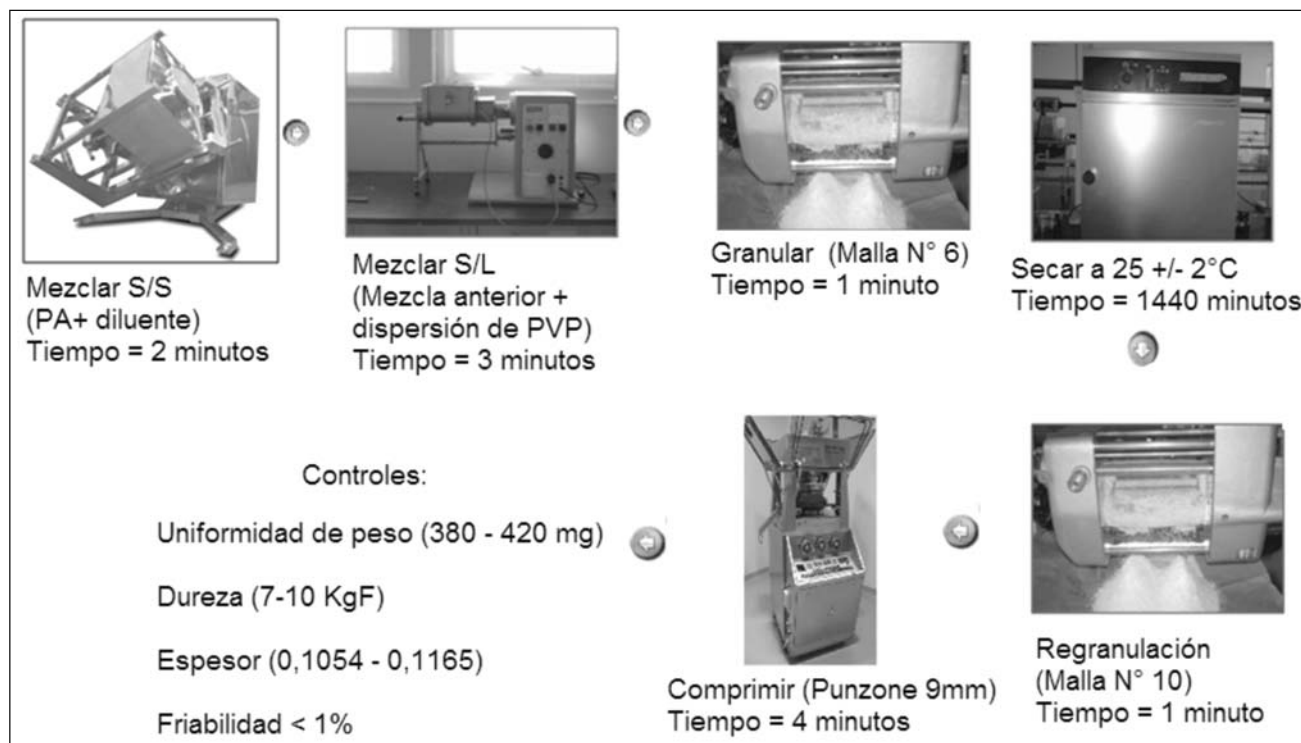 Mezclar S/S
(PA+ diluente)
Tiempo = 2 minutos
Mezclar S/L
(Mezcla anterior +
dispersión de PVP)
Tiempo = 3 minutos
Granular (Malla N° 6)
Tiempo = 1 minuto
Secar a 25 +/- 2°C
Tiempo = 1440 minutos
Regranulación
(Malla N° 10)
Tiempo = 1 minuto
Comprimir (Punzone 9mm)
Tiempo = 4 minutos
Controles:
Uniformidad de peso (380 - 420 mg)
Dureza (7-10 KgF)
Espesor (0,1054 - 0,1165)
Friabilidad < 1%